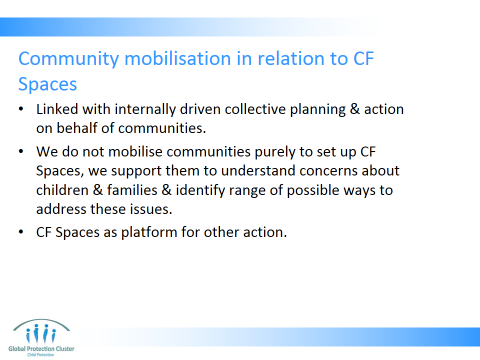 Community mobilisation in relation to CF
Spaces
• Linked with internally driven collective planning & action
on behalf of communities.
• We do not mobilise communities purely to set up CF
Spaces, we support them to understand concerns about
children & families & identify range of possible ways to
address these issues.
• CF Spaces as platform for other action.
Global Protection Cluster
Child Protection